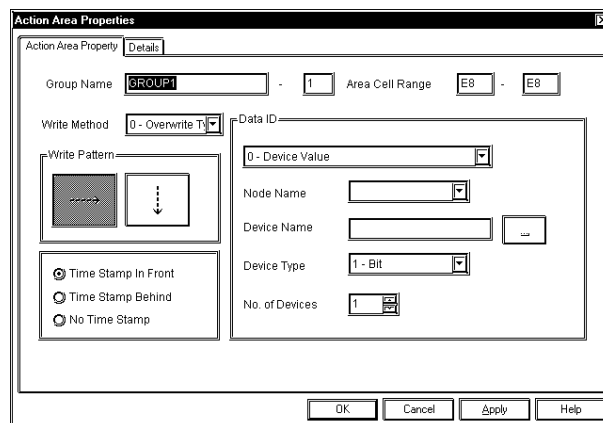 Action Area Properties
Action Area Property Details
Group Name GROUP1 - 1 Area Cell Range E8 - E8
Write Method 0 - Overwrite Ty
Data ID
0 - Device Value
Write Pattern
Node Name
Device Name ...
Device Type 1 - Bit
No. of Devices 1
Time Stamp In Front
Time Stamp Behind
No Time Stamp
OK Cancel Apply Help